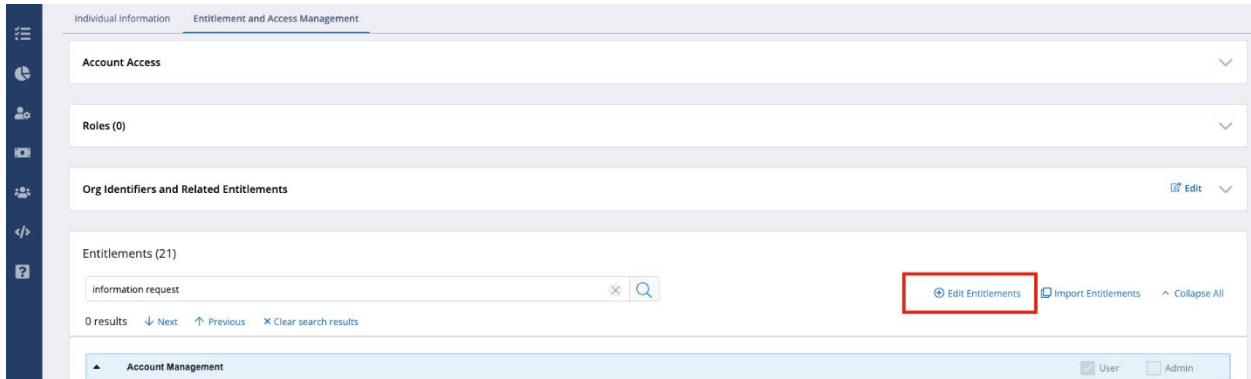 Individual Information Entitlement and Access Management
Account Access
Roles (0)
Org Identifiers and Related Entitlements Edit
Entitlements (21)
information request Edit Entitlements Import Entitlements Collapse All
0 results Next Previous Clear search results
Account Management User Admin